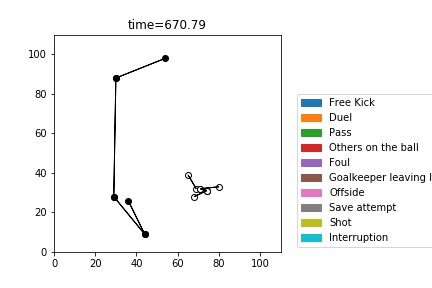 time=670.79
100
80
60
40
20
0
0 20 40 60 80 100
Free Kick
Duel
Pass
Others on the ball
Foul
Goalkeeper leaving l
Offside
Save attempt
Shot
Interruption